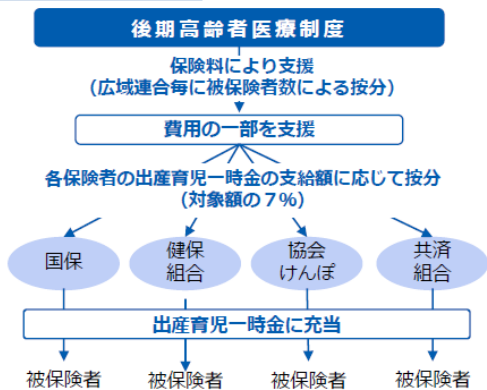 後期高齢者医療制度
保険料により支援
(広域連合毎に被保険者数による按分)
費用の一部を支援
各保険者の出産育児一時金の支給額に応じて按分
(対象額の7%)
国保
健保
組合
協会
けんぽ
共済
組合
出産育児一時金に充当
被保険者
被保険者
被保険者
被保険者